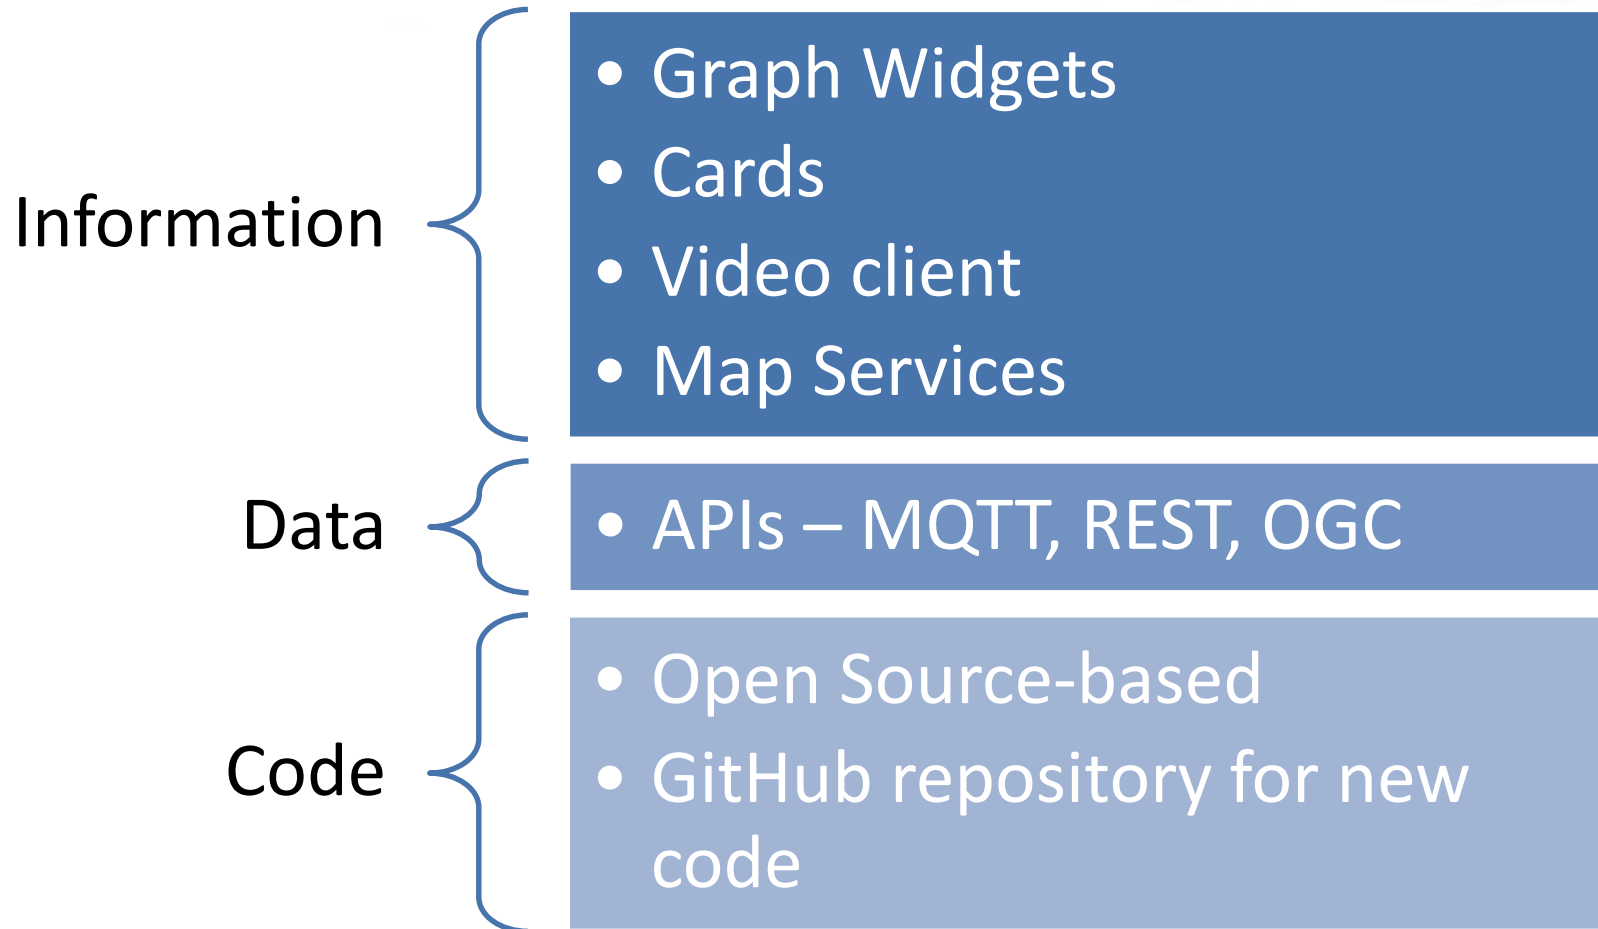 Information
• Graph Widgets
• Cards
• Video client
• Map Services
Data
• APIs – MQTT, REST, OGC
Code
• Open Source-based
• GitHub repository for new
code